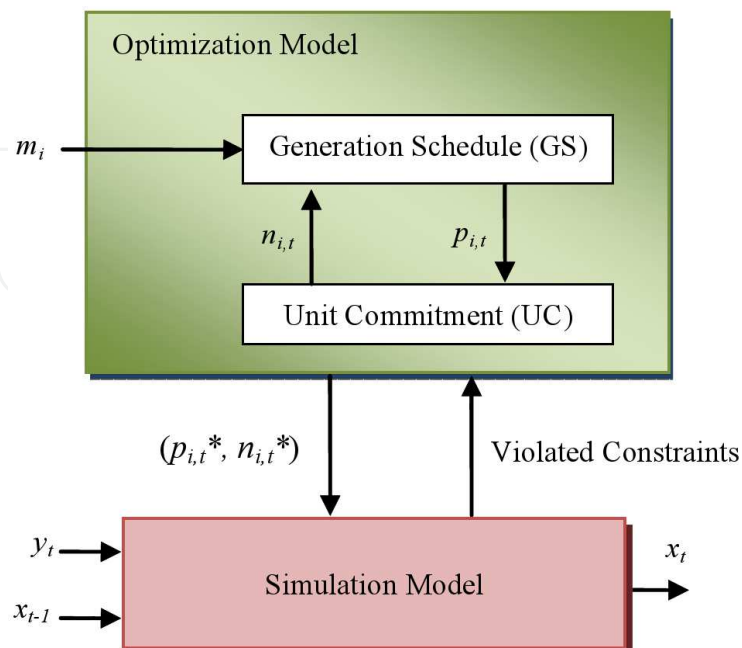 Optimization Model
m_i
Generation Schedule (GS)
n_{i,t}
p_{i,t}
Unit Commitment (UC)
(p_{i,t}*, n_{i,t}*)
Violated Constraints
y_t
x_t
Simulation Model
x_{t-1}